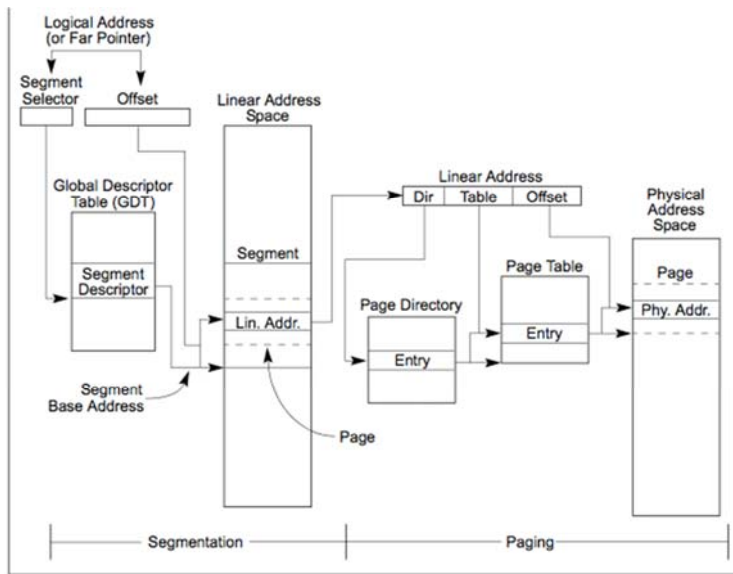 Logical Address
(or Far Pointer)
Segment
Selector
Offset
Linear Address
Space
Global Descriptor
Table (GDT)
Segment
Descriptor
Segment
Lin. Addr.
Segment
Base Address
Page
Linear Address
Dir
Table
Offset
Physical
Address
Space
Page Directory
Entry
Page Table
Entry
Page
Phy. Addr.
Segmentation
Paging